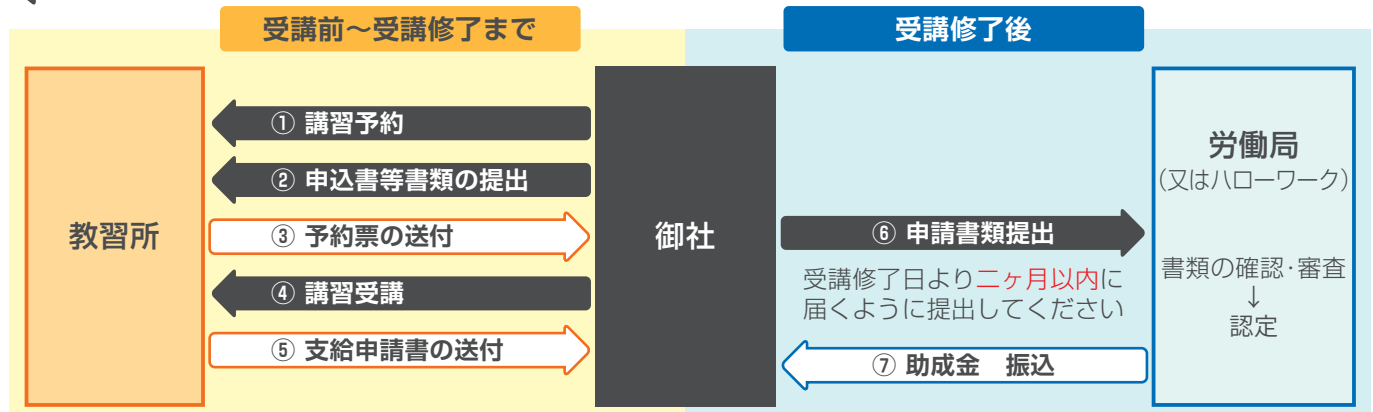 受講前～受講修了まで
受講修了後
教習所
① 講習予約
② 申込書等書類の提出
③ 予約票の送付
④ 講習受講
⑤ 支給申請書の送付
御社
⑥ 申請書類提出
受講修了日より二ヶ月以内に
届くように提出してください
⑦ 助成金　振込
労働局
(又はハローワーク)
書類の確認・審査
↓
認定